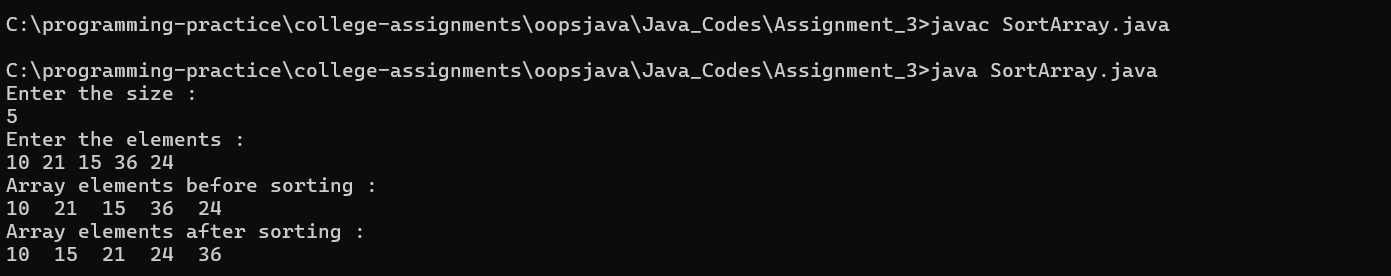 C:\programming-practice\college-assignments\oopsjava\Java_Codes\Assignment_3>javac SortArray.java
C:\programming-practice\college-assignments\oopsjava\Java_Codes\Assignment_3>java SortArray.java
Enter the size :
5
Enter the elements :
10 21 15 36 24
Array elements before sorting :
10  21  15  36  24
Array elements after sorting :
10  15  21  24  36